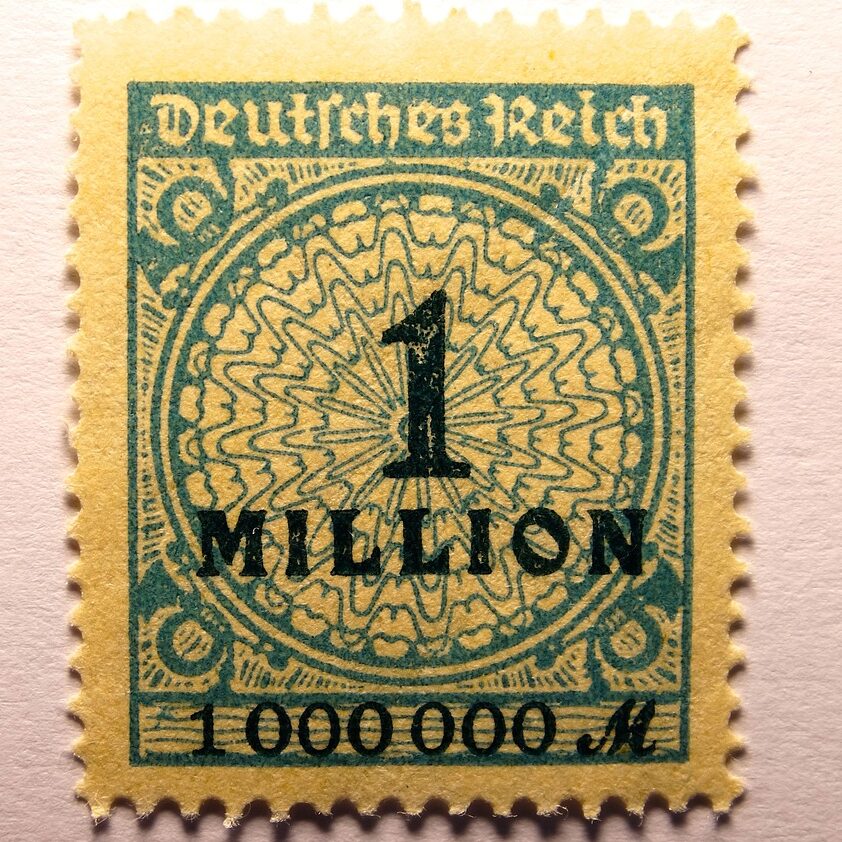 Deutsches Reich
1
MILLION
1 000 000 M